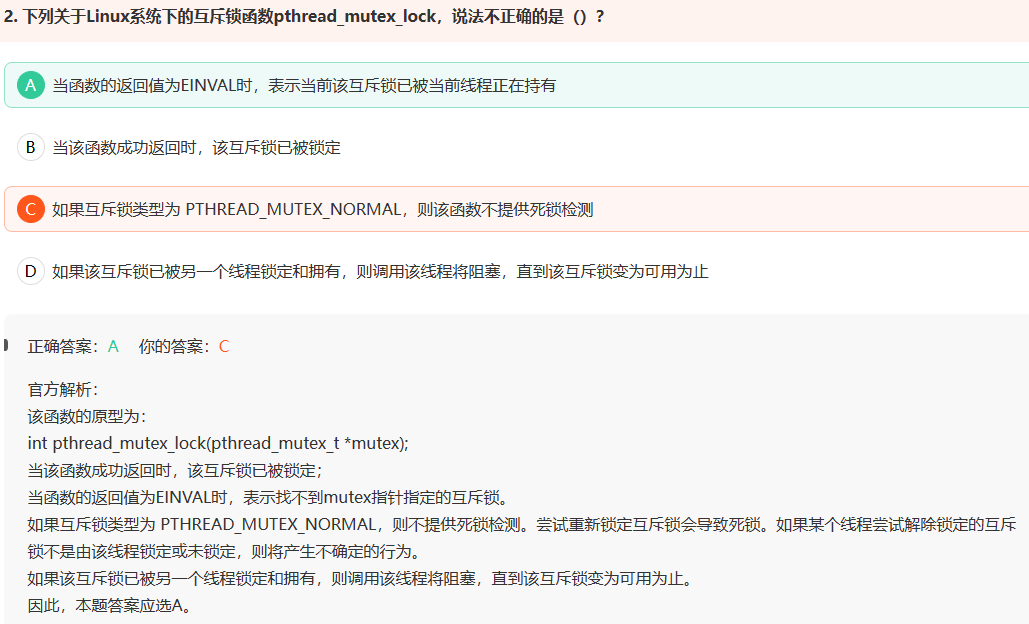 2. 下列关于Linux系统下的互斥锁函数pthread_mutex_lock，说法不正确的是（）？
A 当函数的返回值为EINVAL时，表示当前该互斥锁已被当前线程正在持有
B 当该函数成功返回时，该互斥锁已被锁定
C 如果互斥锁类型为 PTHREAD_MUTEX_NORMAL，则该函数不提供死锁检测
D 如果该互斥锁已被另一个线程锁定和拥有，则调用该线程将阻塞，直到该互斥锁变为可用为止
正确答案：A 你的答案：C
官方解析：
该函数的原型为：
int pthread_mutex_lock(pthread_mutex_t *mutex);
当该函数成功返回时，该互斥锁已被锁定；
当函数的返回值为EINVAL时，表示找不到mutex指针指定的互斥锁。
如果互斥锁类型为 PTHREAD_MUTEX_NORMAL，则不提供死锁检测。尝试重新锁定互斥锁会导致死锁。如果某个线程尝试解除锁定的互斥
锁不是由该线程锁定或未锁定，则将产生不确定的行为。
如果该互斥锁已被另一个线程锁定和拥有，则调用该线程将阻塞，直到该互斥锁变为可用为止。
因此，本题答案应选A。